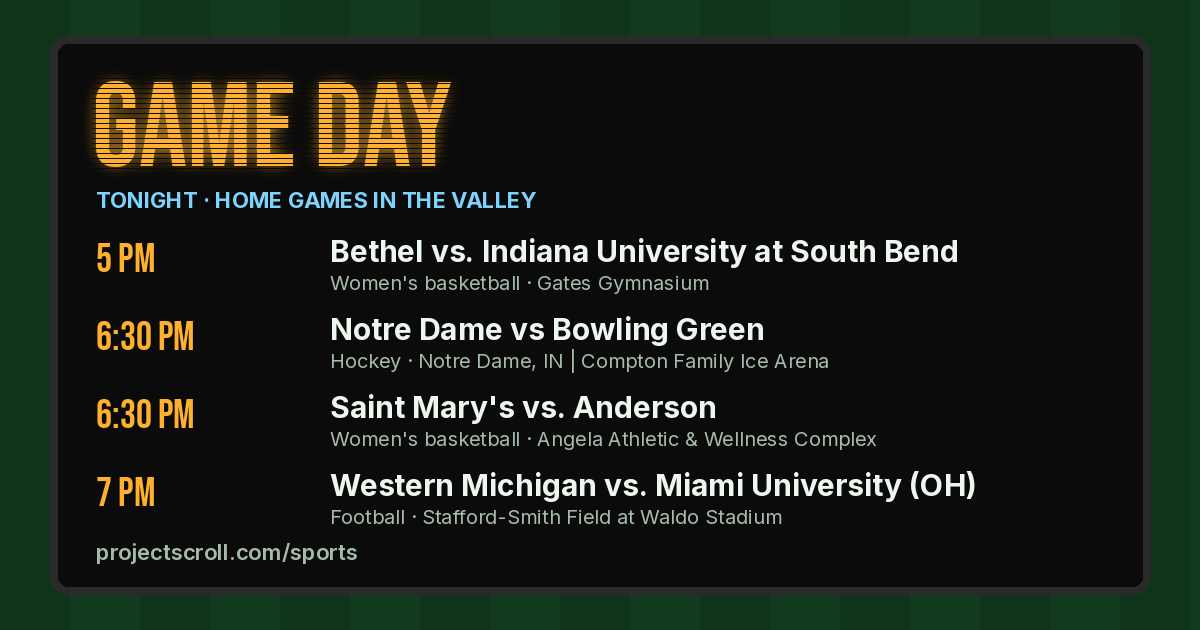 GAME DAY
TONIGHT · HOME GAMES IN THE VALLEY
5 PM
Bethel vs. Indiana University at South Bend
Women's basketball · Gates Gymnasium
6:30 PM
Notre Dame vs Bowling Green
Hockey · Notre Dame, IN | Compton Family Ice Arena
6:30 PM
Saint Mary's vs. Anderson
Women's basketball · Angela Athletic & Wellness Complex
7 PM
Western Michigan vs. Miami University (OH)
Football · Stafford-Smith Field at Waldo Stadium
projectscroll.com/sports